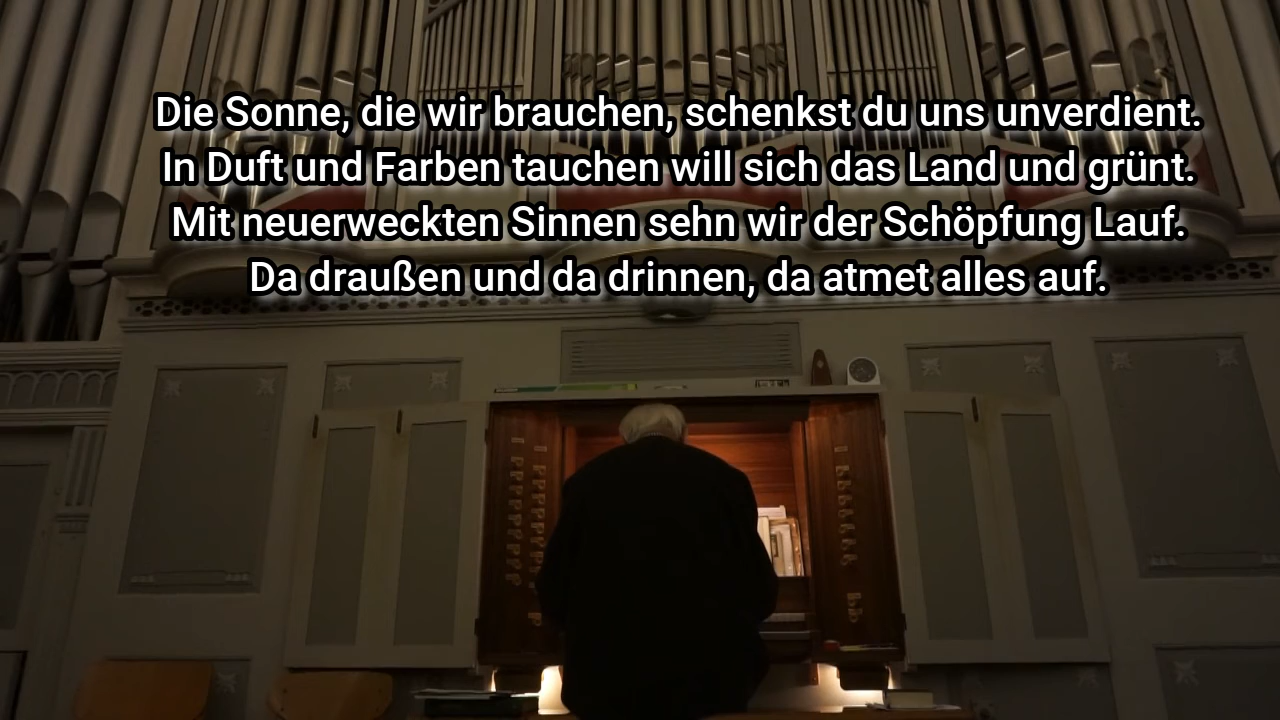 Die Sonne, die wir brauchen, schenkst du uns unverdient.
In Duft und Farben tauchen will sich das Land und grünt.
Mit neuerweckten Sinnen sehn wir der Schöpfung Lauf.
Da draußen und da drinnen, da atmet alles auf.